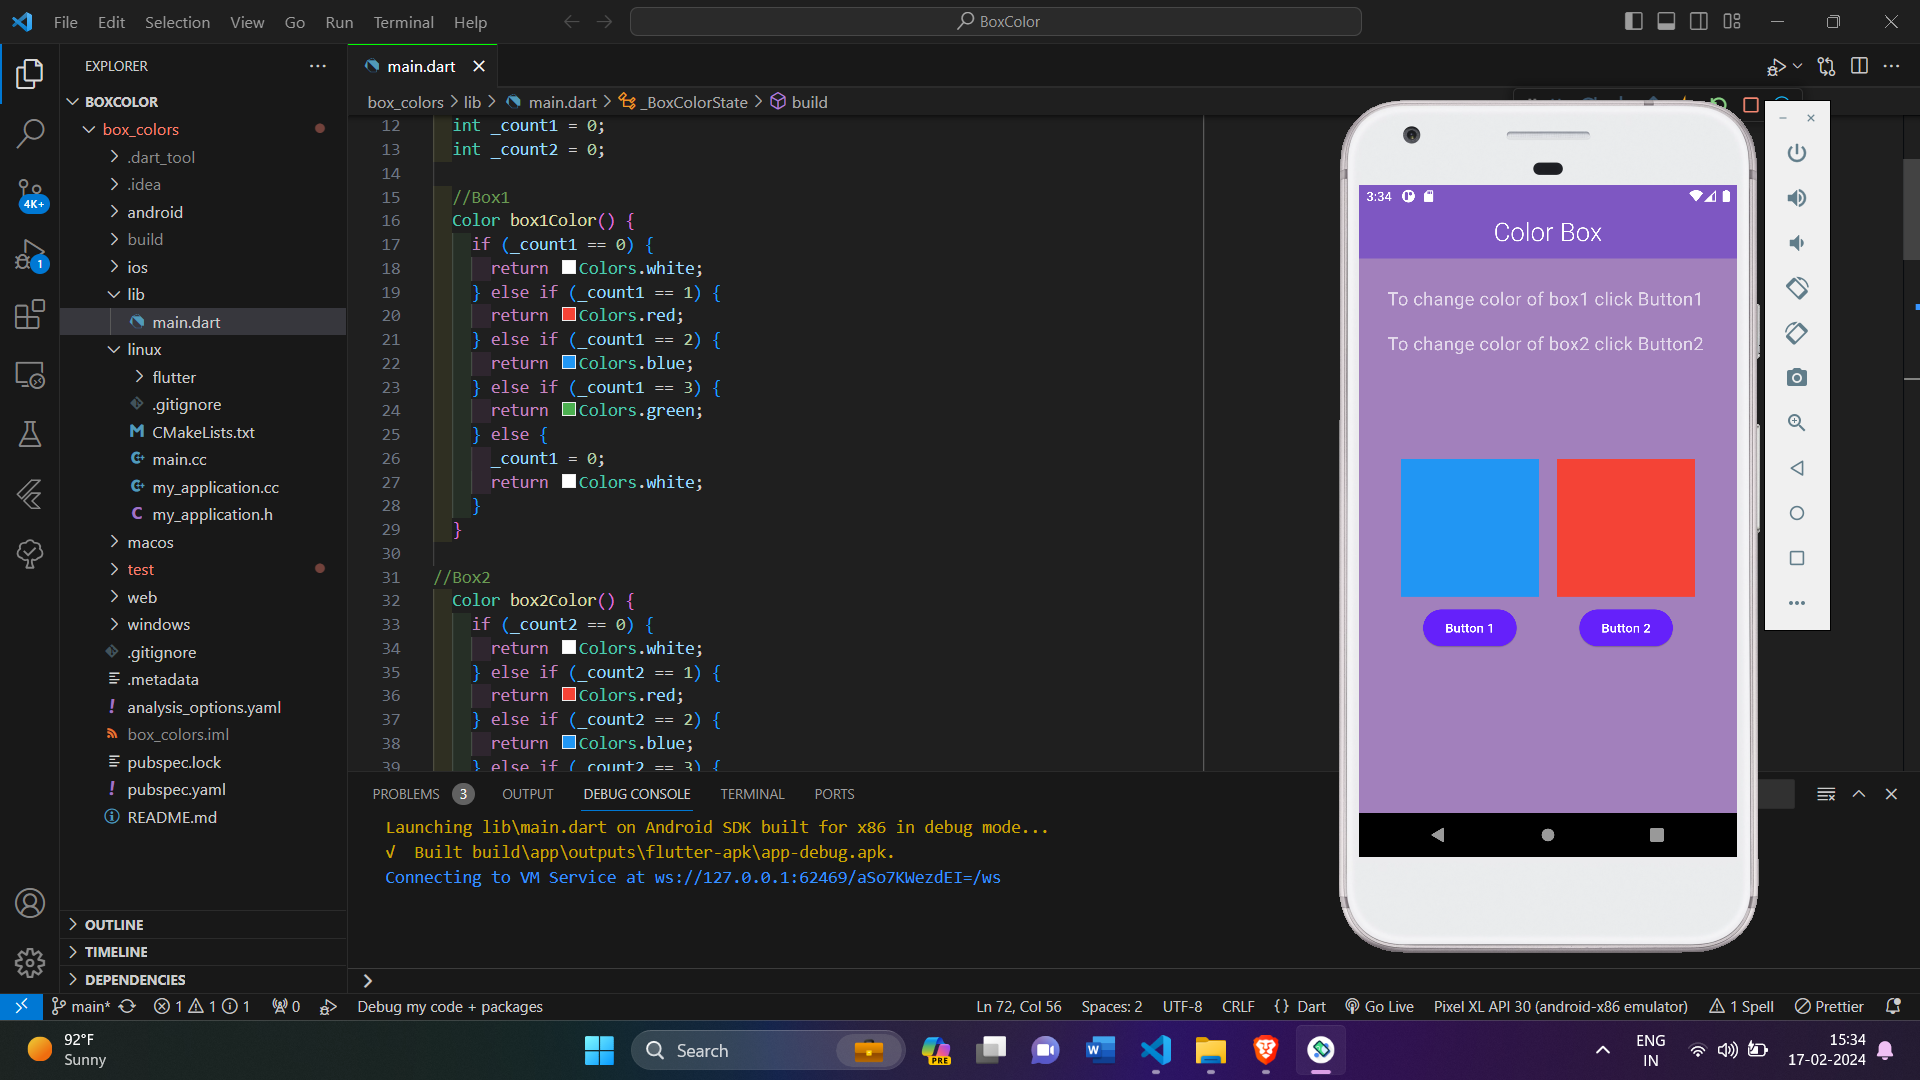 File Edit Selection View Go Run Terminal Help
BoxColor
EXPLORER
BOXCOLOR
box_colors
.dart_tool
.idea
android
build
ios
lib
main.dart
linux
flutter
.gitignore
CMakeLists.txt
main.cc
my_application.cc
my_application.h
macos
test
web
windows
.gitignore
.metadata
analysis_options.yaml
box_colors.iml
pubspec.lock
pubspec.yaml
README.md
OUTLINE
TIMELINE
DEPENDENCIES
4K+
1
main.dart
box_colors > lib > main.dart > _BoxColorState > build
12 int _count1 = 0;
13 int _count2 = 0;
14
15 //Box1
16 Color box1Color() {
17 if (_count1 == 0) {
18 return Colors.white;
19 } else if (_count1 == 1) {
20 return Colors.red;
21 } else if (_count1 == 2) {
22 return Colors.blue;
23 } else if (_count1 == 3) {
24 return Colors.green;
25 } else {
26 _count1 = 0;
27 return Colors.white;
28 }
29 }
30
31 //Box2
32 Color box2Color() {
33 if (_count2 == 0) {
34 return Colors.white;
35 } else if (_count2 == 1) {
36 return Colors.red;
37 } else if (_count2 == 2) {
38 return Colors.blue;
39 } else if (_count2 == 3) {
PROBLEMS 3 OUTPUT DEBUG CONSOLE TERMINAL PORTS
Launching lib\main.dart on Android SDK built for x86 in debug mode...
√ Built build\app\outputs\flutter-apk\app-debug.apk.
Connecting to VM Service at ws://127.0.0.1:62469/aSo7KWezdEI=/ws
3:34
Color Box
To change color of box1 click Button1
To change color of box2 click Button2
Button 1 Button 2
main* 1 1 1 0 Debug my code + packages Ln 72, Col 56 Spaces: 2 UTF-8 CRLF {} Dart Go Live Pixel XL API 30 (android-x86 emulator) 1 Spell Prettier
92°F
Sunny
Search
PRE
ENG
IN
15:34
17-02-2024